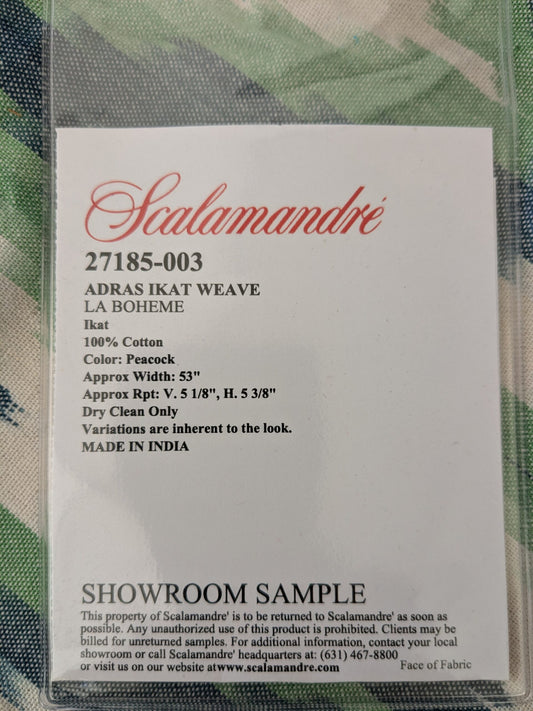 Scalamandré
27185-003
ADRAS IKAT WEAVE
LA BOHEME
Ikat
100% Cotton
Color: Peacock
Approx Width: 53"
Approx Rpt: V. 5 1/8", H. 5 3/8"
Dry Clean Only
Variations are inherent to the look.
MADE IN INDIA
SHOWROOM SAMPLE
This property of Scalamandre' is to be returned to Scalamandre' as soon as
possible. Any unauthorized use of this product is prohibited. Clients may be
billed for unreturned samples. For additional information, contact your local
showroom or call Scalamandre' headquarters at: (631) 467-8800
or visit us on our website atwww.scalamandre.com Face of Fabric